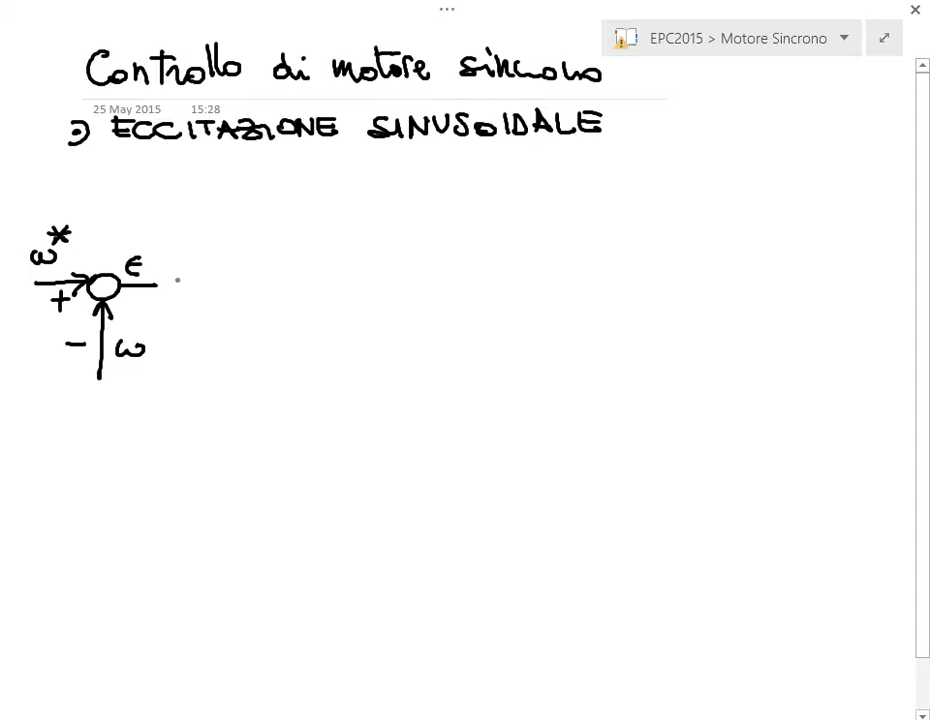 EPC2015 > Motore Sincrono
Controllo di motore sincrono
25 May 2015 15:28
ECCITAZIONE SINUSOIDALE
ω*
ϵ
+
- ω